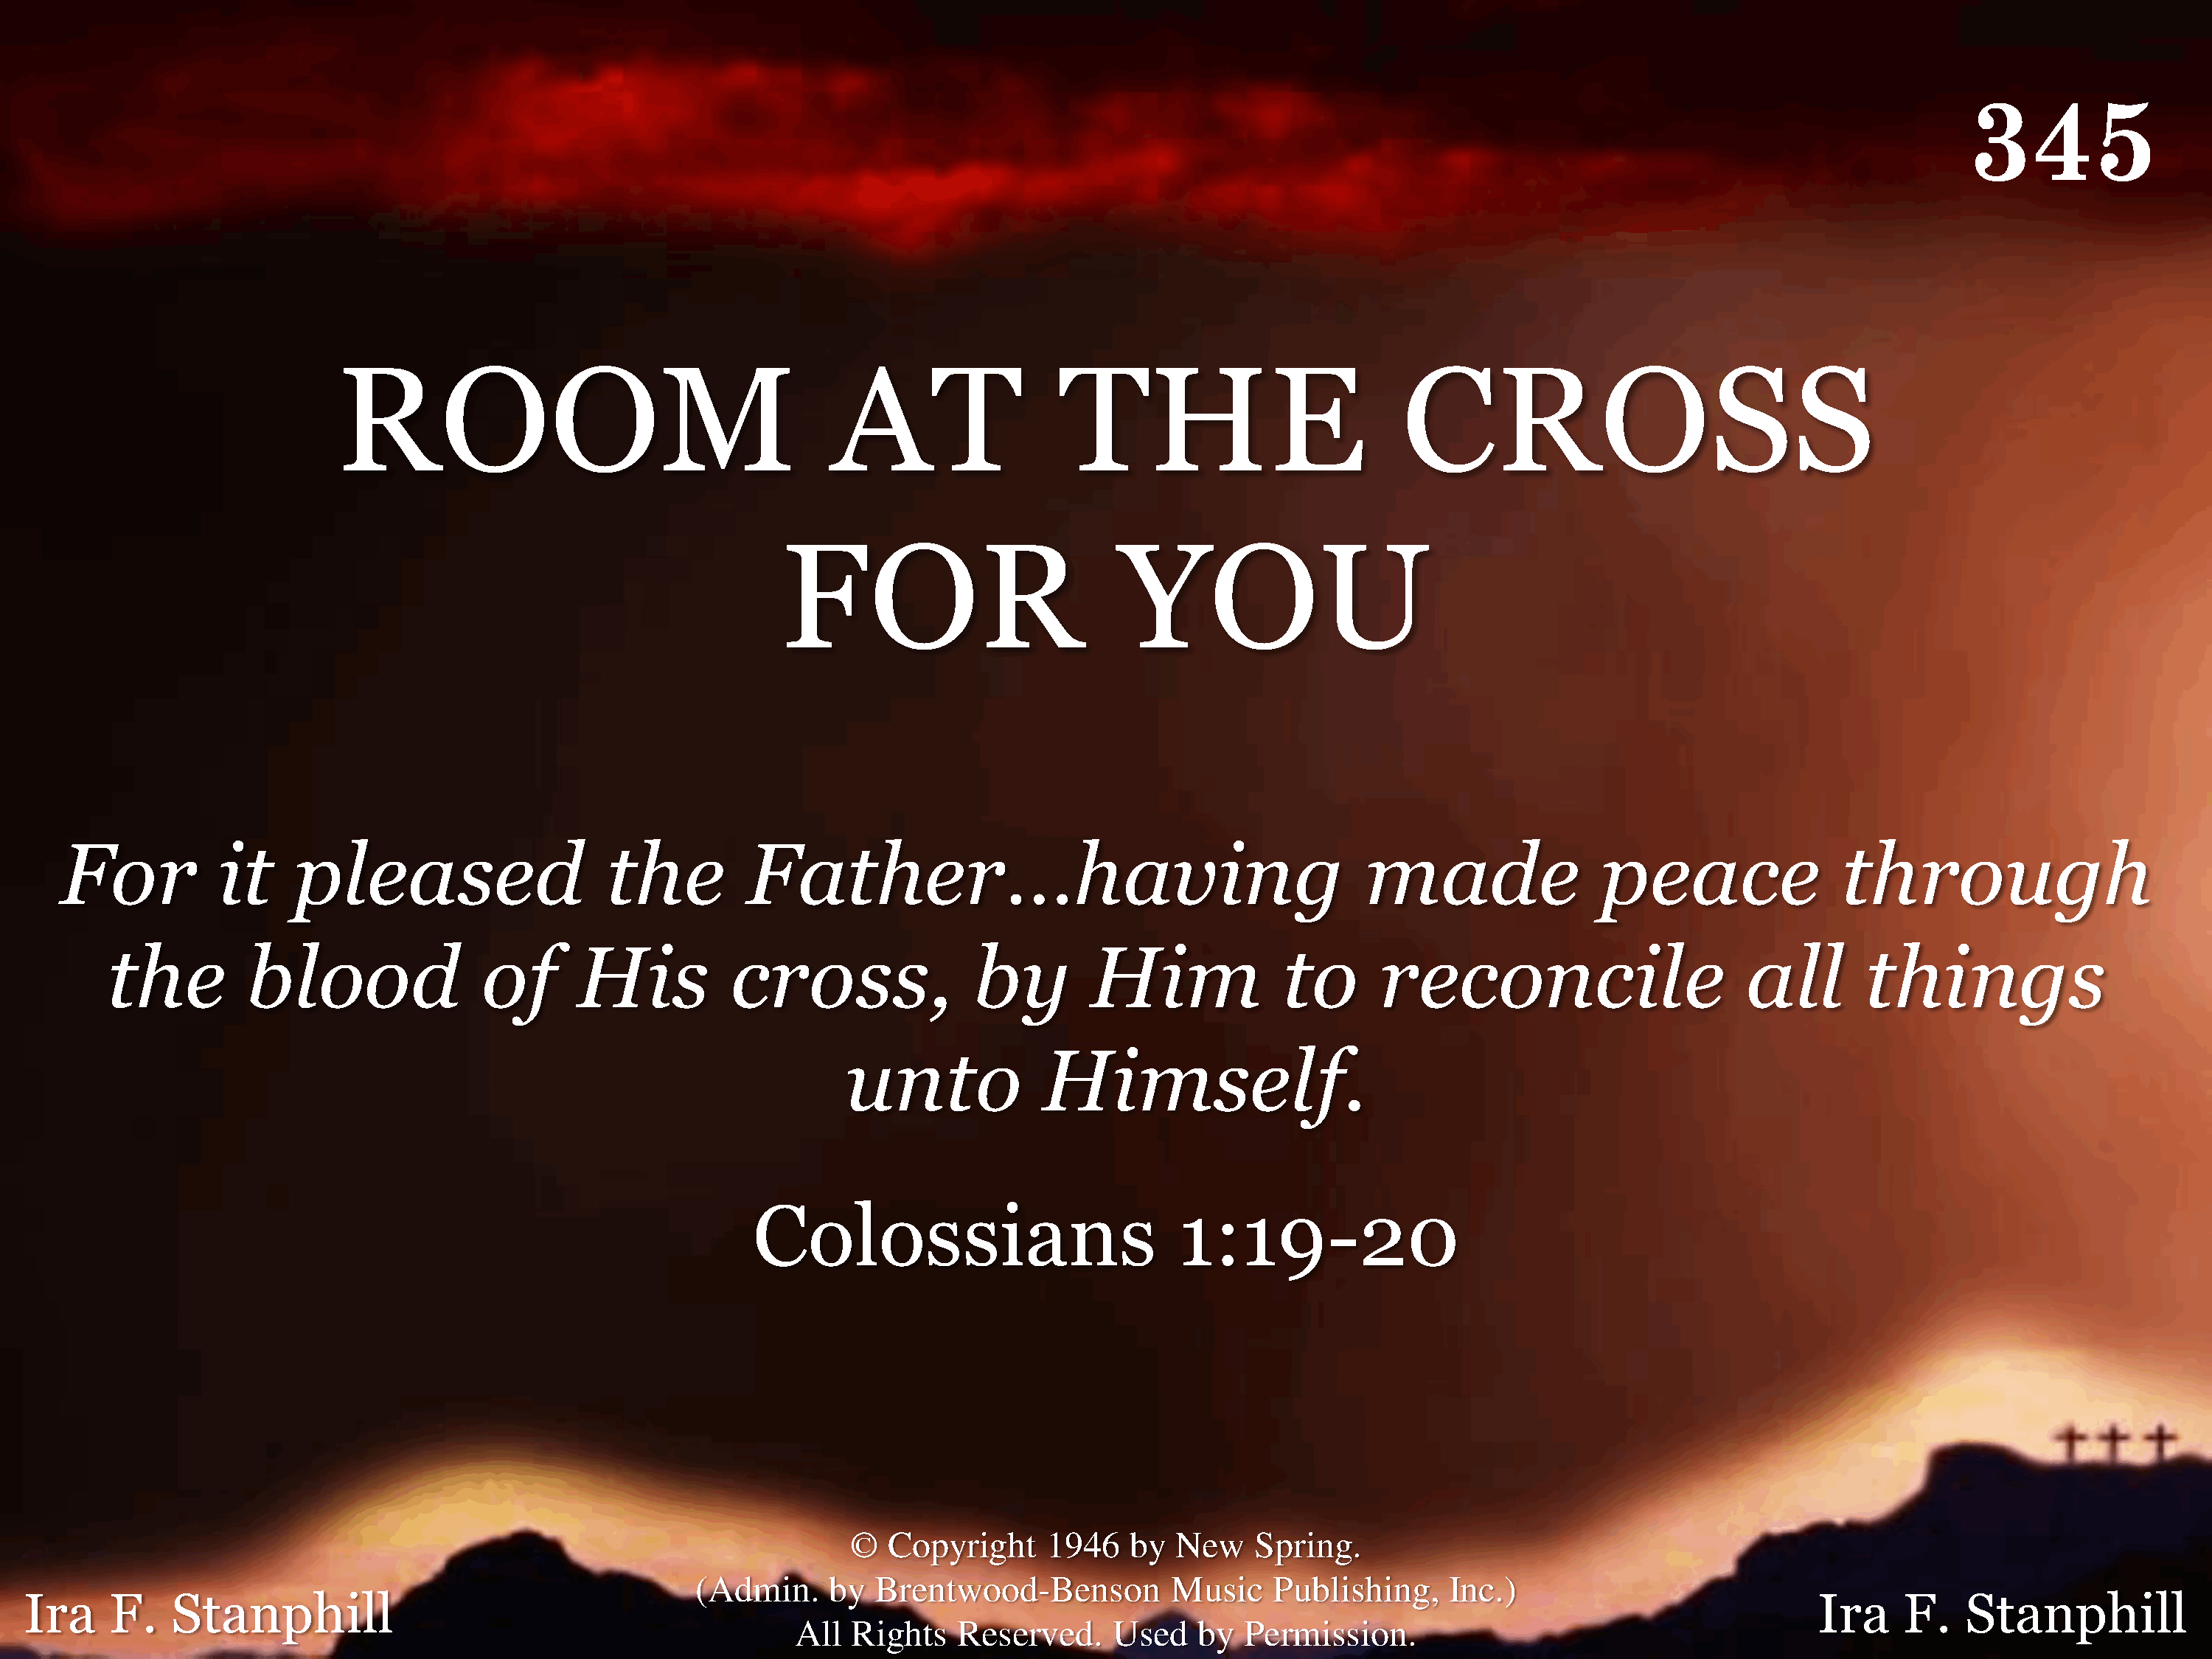 345
ROOM AT THE CROSS
FOR YOU
For it pleased the Father...having made peace through
the blood of His cross, by Him to reconcile all things
unto Himself.
Colossians 1:19-20
© Copyright 1946 by New Spring.
(Admin. by Brentwood-Benson Music Publishing, Inc.)
All Rights Reserved. Used by Permission.
Ira F. Stanphill
Ira F. Stanphill